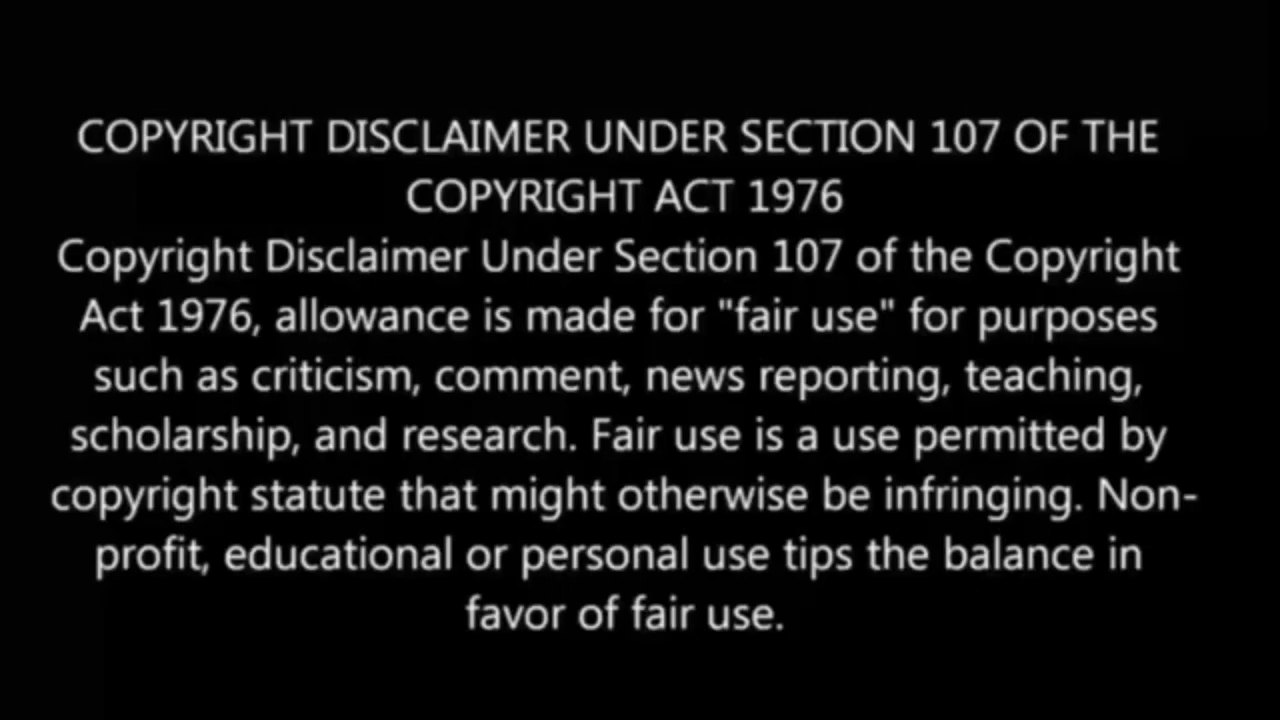 COPYRIGHT DISCLAIMER UNDER SECTION 107 OF THE
COPYRIGHT ACT 1976
Copyright Disclaimer Under Section 107 of the Copyright
Act 1976, allowance is made for "fair use" for purposes
such as criticism, comment, news reporting, teaching,
scholarship, and research. Fair use is a use permitted by
copyright statute that might otherwise be infringing. Non-
profit, educational or personal use tips the balance in
favor of fair use.